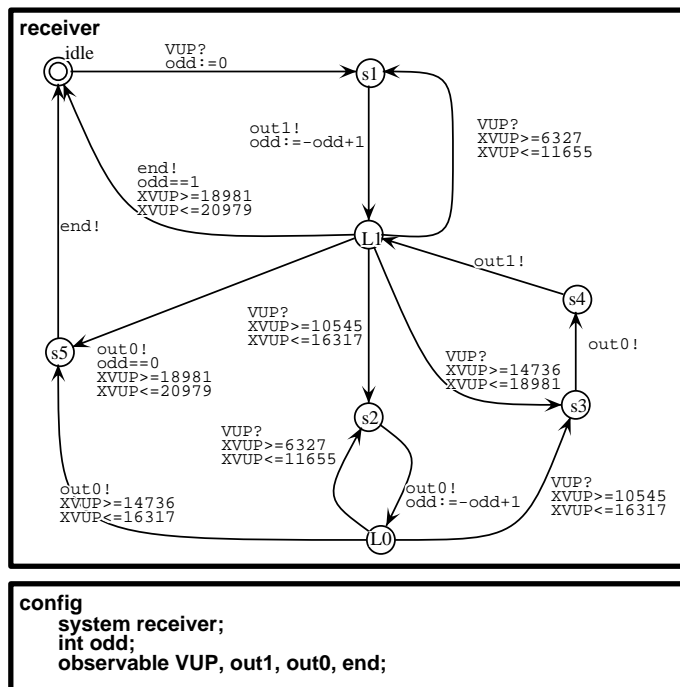 receiver
idle
VUP?
odd:=0
s1
out1!
odd:=-odd+1
VUP?
XVUP>=6327
XVUP<=11655
end!
odd==1
XVUP>=18981
XVUP<=20979
end!
L1
out1!
s4
VUP?
XVUP>=10545
XVUP<=16317
s5
out0!
odd==0
XVUP>=18981
XVUP<=20979
VUP?
XVUP>=14736
XVUP<=18981
out0!
s3
s2
VUP?
XVUP>=6327
XVUP<=11655
out0!
odd:=-odd+1
out0!
XVUP>=14736
XVUP<=16317
VUP?
XVUP>=10545
XVUP<=16317
L0
config
system receiver;
int odd;
observable VUP, out1, out0, end;